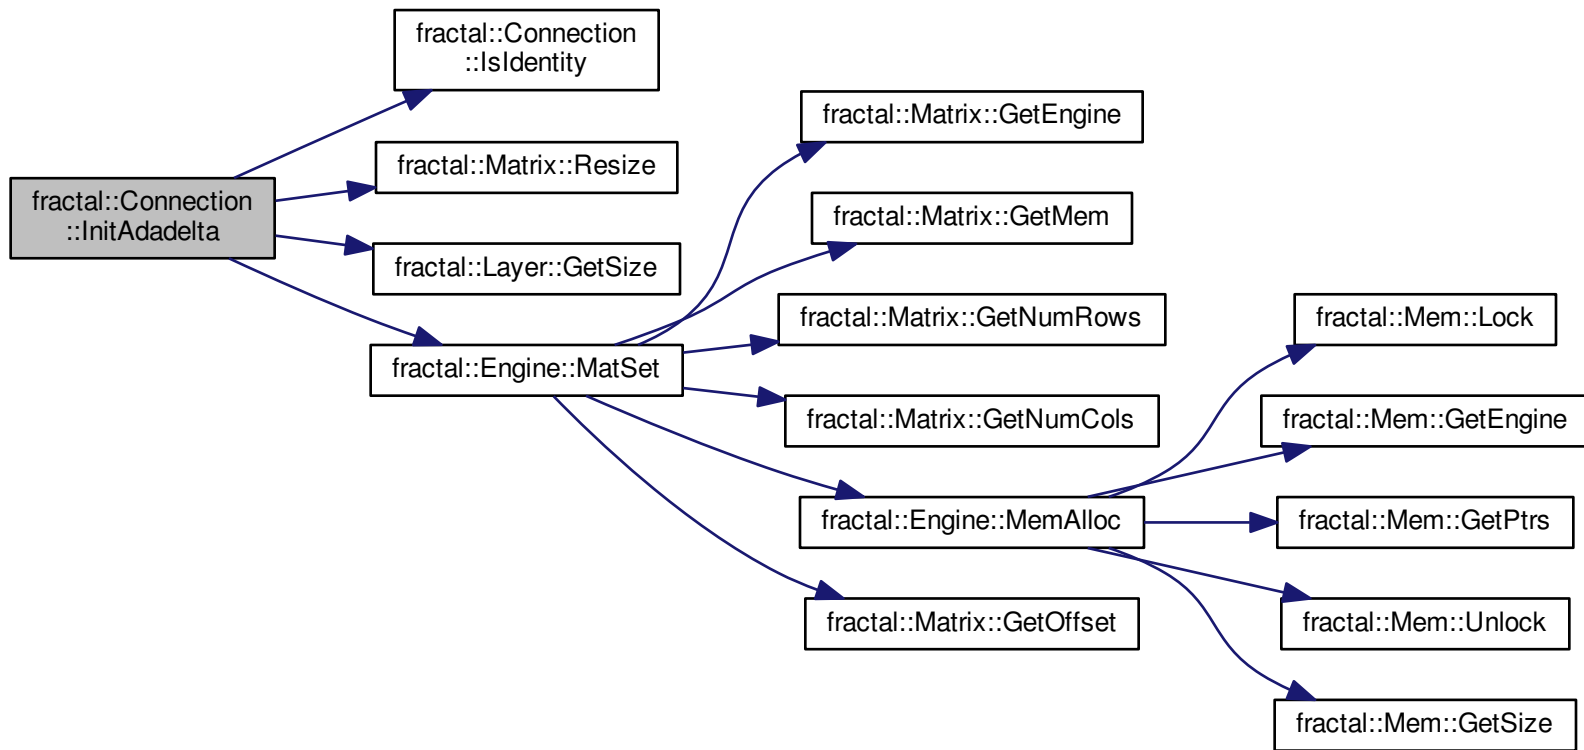 fractal::Connection
::InitAdadelta
fractal::Connection
::IsIdentity
fractal::Matrix::Resize
fractal::Layer::GetSize
fractal::Engine::MatSet
fractal::Matrix::GetEngine
fractal::Matrix::GetMem
fractal::Matrix::GetNumRows
fractal::Matrix::GetNumCols
fractal::Engine::MemAlloc
fractal::Matrix::GetOffset
fractal::Mem::Lock
fractal::Mem::GetEngine
fractal::Mem::GetPtrs
fractal::Mem::Unlock
fractal::Mem::GetSize